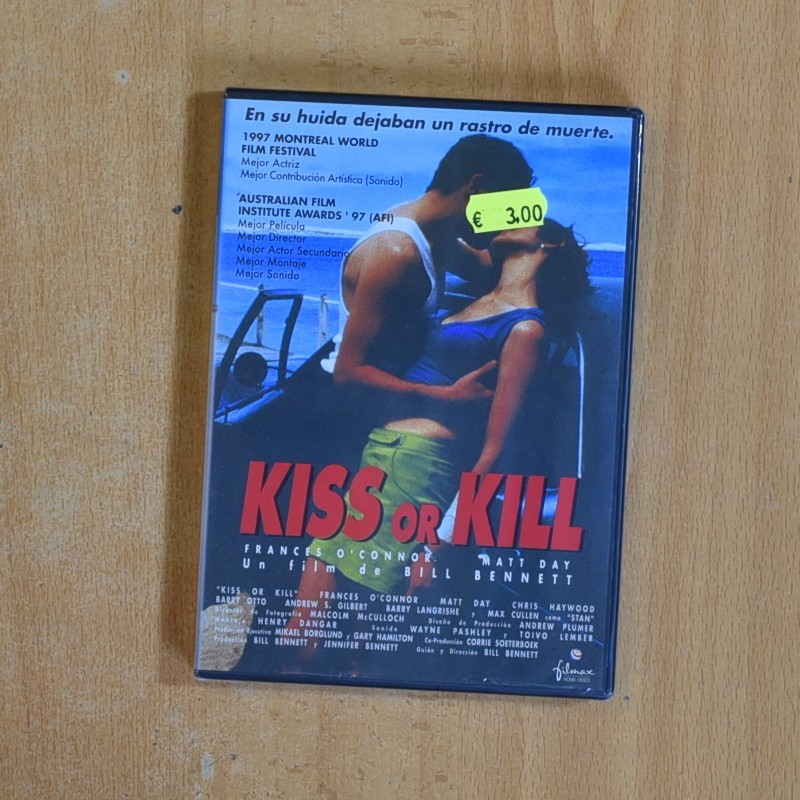 En su huida dejaban un rastro de muerte.
1997 MONTREAL WORLD
FILM FESTIVAL
Mejor Actriz
Mejor Contribución Artística (Sonido)
AUSTRALIAN FILM
INSTITUTE AWARDS ' 97 (AFI)
Mejor Película
Mejor Director
Mejor Actor Secundario
Mejor Montaje
Mejor Sonido
€ 3,00
KISS OR KILL
FRANCES O'CONNOR MATT DAY
Un film de BILL BENNETT
"KISS OR KILL" FRANCES O'CONNOR MATT DAY CHRIS HAYWOOD
BARRY OTTO ANDREW S. GILBERT BARRY LANGRISHE y MAX CULLEN como "STAN"
Director de Fotografía MALCOLM McCULLOCH Diseño de Producción ANDREW PLUMER
Montaje HENRY DANGAR Sonido WAYNE PASHLEY y TOIVO LEMBER
Producción Ejecutiva MIKAEL BORGLUND y GARY HAMILTON Co-Producción CORRIE SOETERBOEK
Producción BILL BENNETT y JENNIFER BENNETT Guión y Dirección BILL BENNETT
filmax
HOME VIDEO